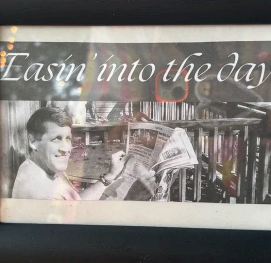 Easin' into the day